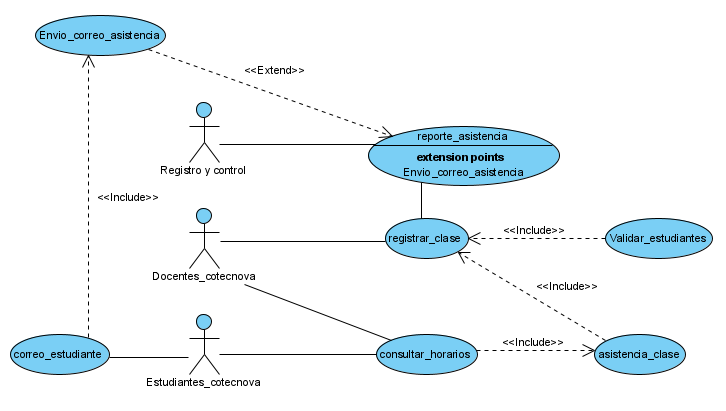 Envio_correo_asistencia
<<Extend>>
reporte_asistencia
extension points
Envio_correo_asistencia
Registro y control
<<Include>>
registrar_clase
<<Include>>
Validar_estudiantes
Docentes_cotecnova
<<Include>>
correo_estudiante
consultar_horarios
<<Include>>
asistencia_clase
Estudiantes_cotecnova